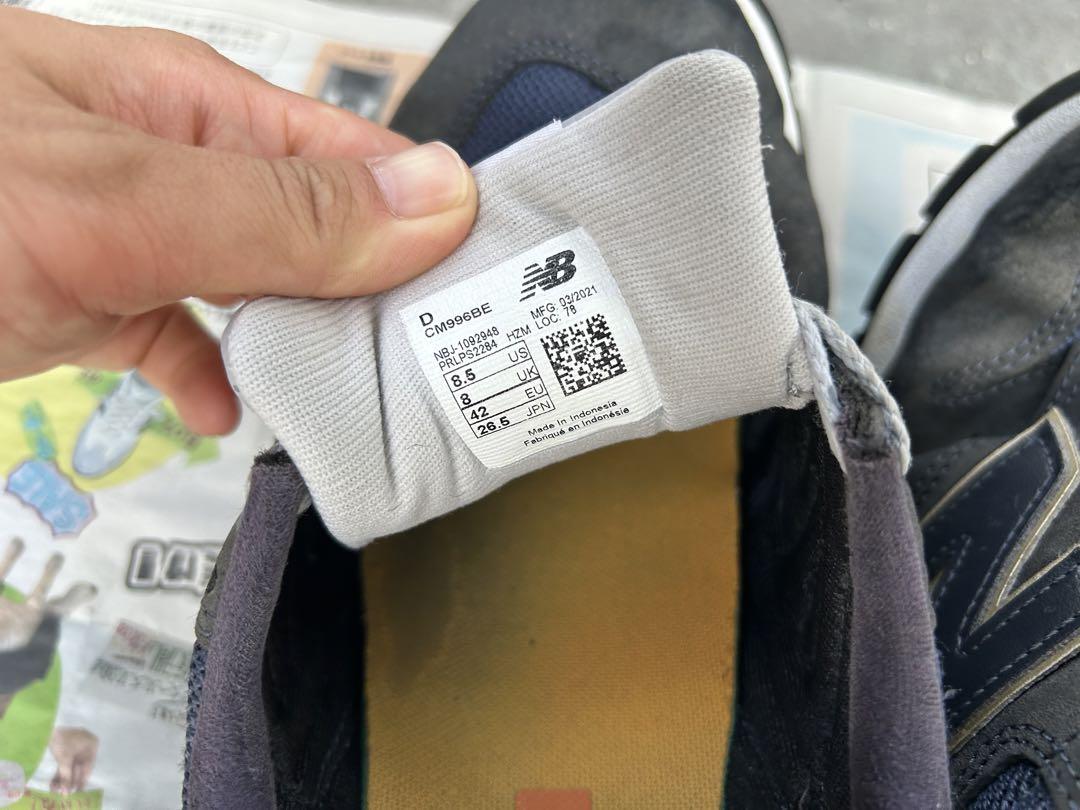 NB
D
CM996BE
NBJ-1092948
MFG: 03/2021
PRLPS2284 HZM LOC: 78
8.5 US
8 UK
42 EU
26.5 JPN
Made In Indonesia
Fabriqué en Indonésie